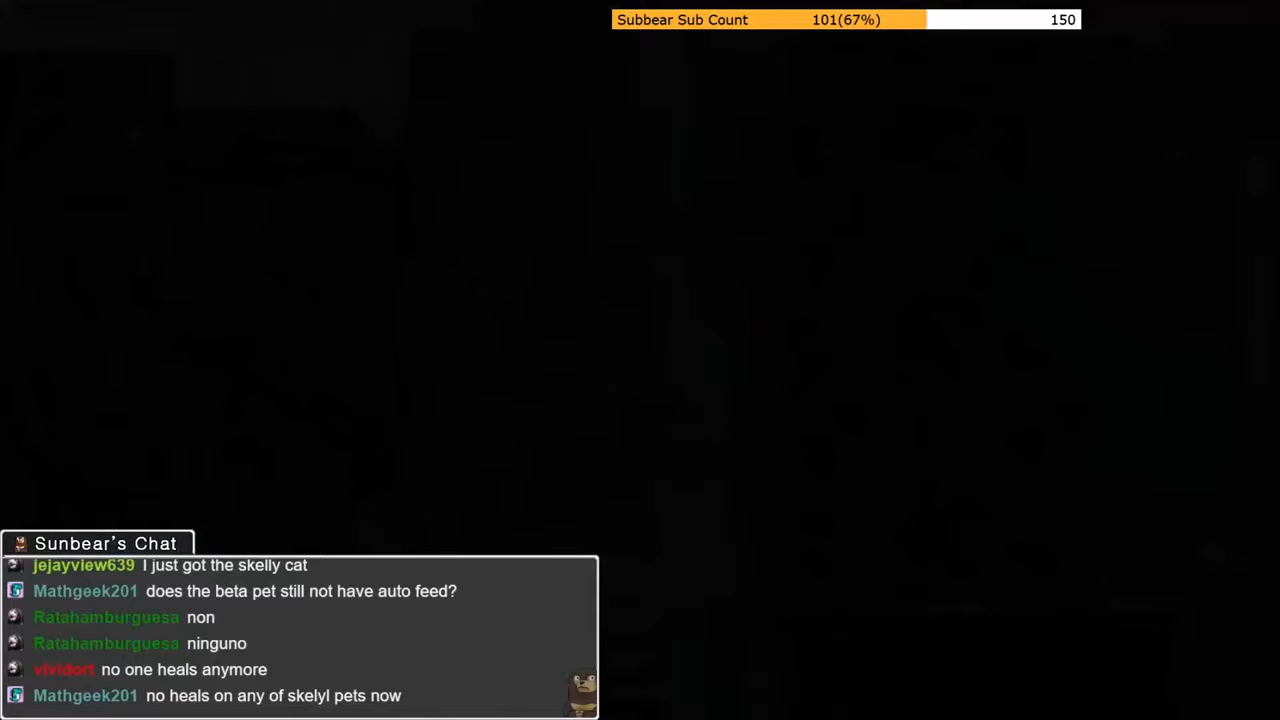 Subbear Sub Count 101(67%) 150
Sunbear's Chat
jejayview639 I just got the skelly cat
Mathgeek201 does the beta pet still not have auto feed?
Ratahamburguesa non
Ratahamburguesa ninguno
vividort no one heals anymore
Mathgeek201 no heals on any of skelyl pets now